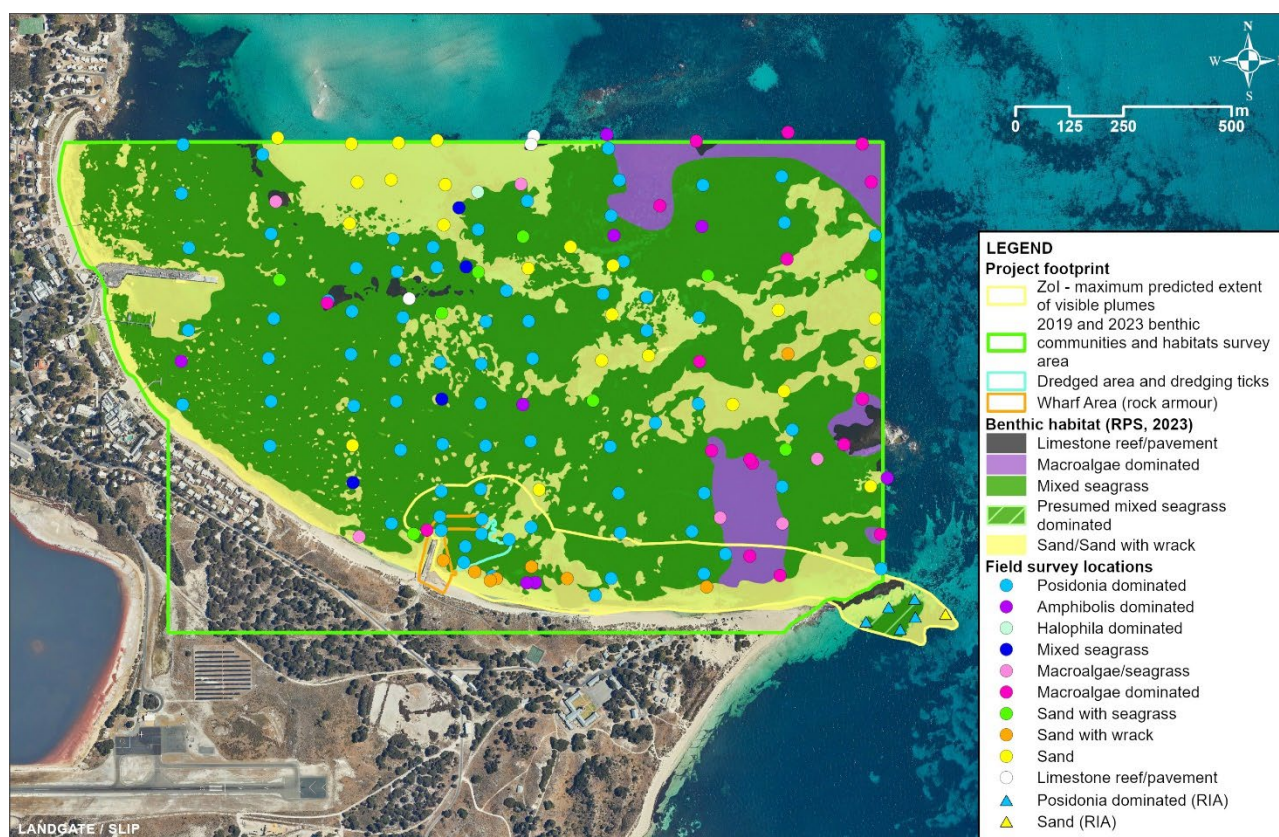 N
W E
S
m
0 125 250 500
LEGEND
Project footprint
ZoI - maximum predicted extent
of visible plumes
2019 and 2023 benthic
communities and habitats survey
area
Dredged area and dredging ticks
Wharf Area (rock armour)
Benthic habitat (RPS, 2023)
Limestone reef/pavement
Macroalgae dominated
Mixed seagrass
Presumed mixed seagrass
dominated
Sand/Sand with wrack
Field survey locations
Posidonia dominated
Amphibolis dominated
Halophila dominated
Mixed seagrass
Macroalgae/seagrass
Macroalgae dominated
Sand with seagrass
Sand with wrack
Sand
Limestone reef/pavement
Posidonia dominated (RIA)
Sand (RIA)
LANDGATE / SLIP